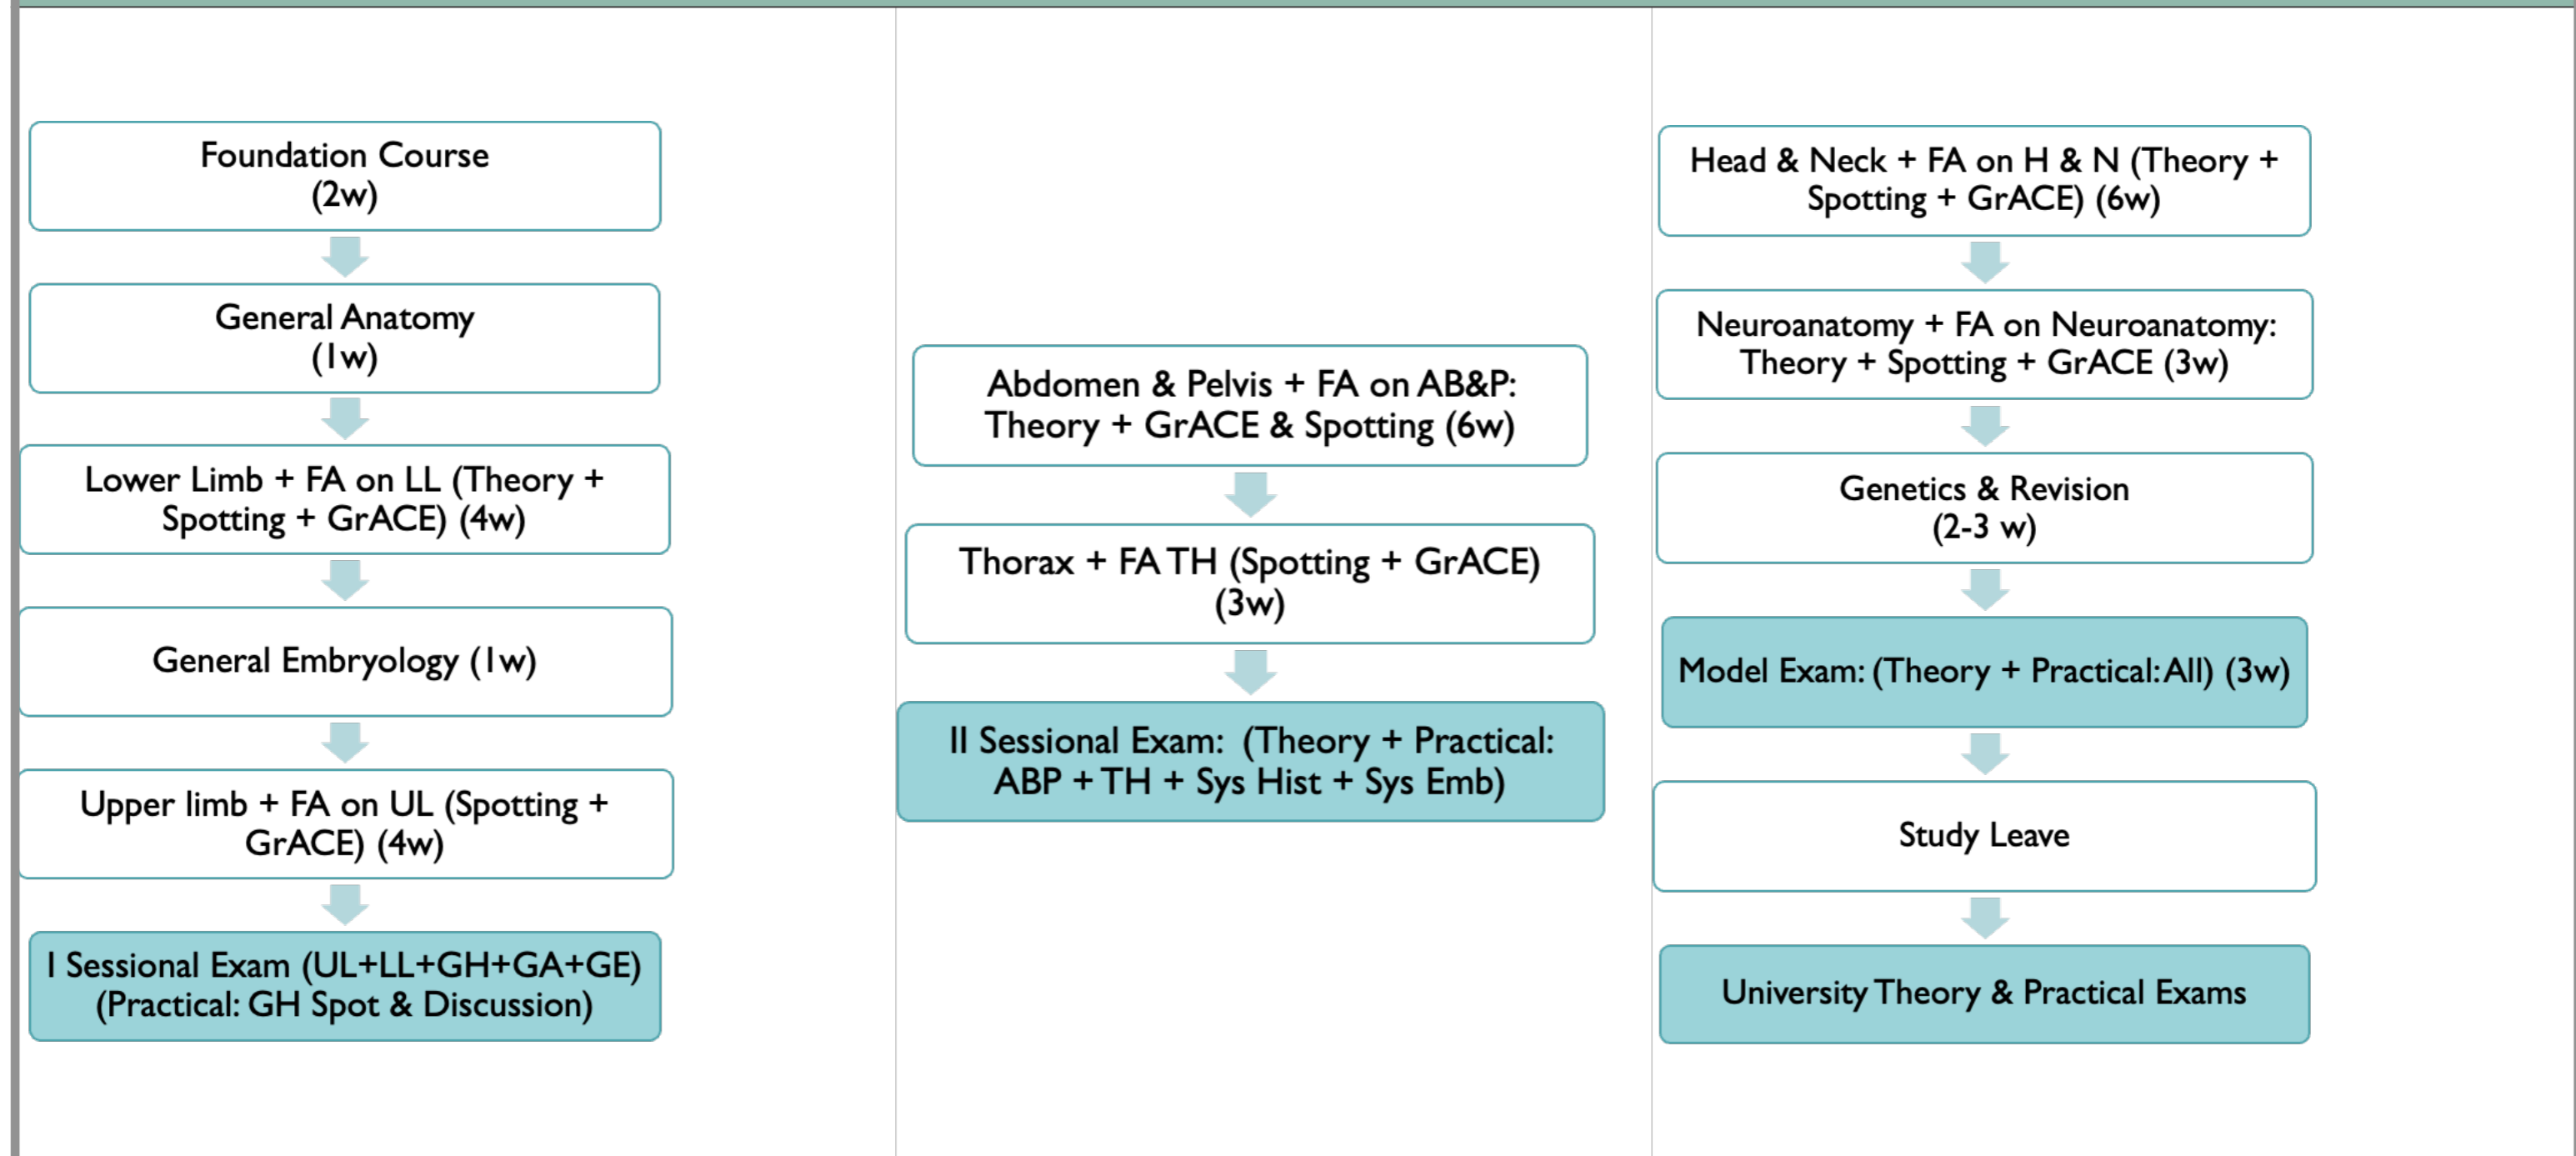 Foundation Course
(2w)
General Anatomy
(1w)
Lower Limb + FA on LL (Theory +
Spotting + GrACE) (4w)
General Embryology (1w)
Upper limb + FA on UL (Spotting +
GrACE) (4w)
I Sessional Exam (UL+LL+GH+GA+GE)
(Practical: GH Spot & Discussion)
Abdomen & Pelvis + FA on AB&P:
Theory + GrACE & Spotting (6w)
Thorax + FA TH (Spotting + GrACE)
(3w)
II Sessional Exam: (Theory + Practical:
ABP + TH + Sys Hist + Sys Emb)
Head & Neck + FA on H & N (Theory +
Spotting + GrACE) (6w)
Neuroanatomy + FA on Neuroanatomy:
Theory + Spotting + GrACE (3w)
Genetics & Revision
(2-3 w)
Model Exam: (Theory + Practical: All) (3w)
Study Leave
University Theory & Practical Exams